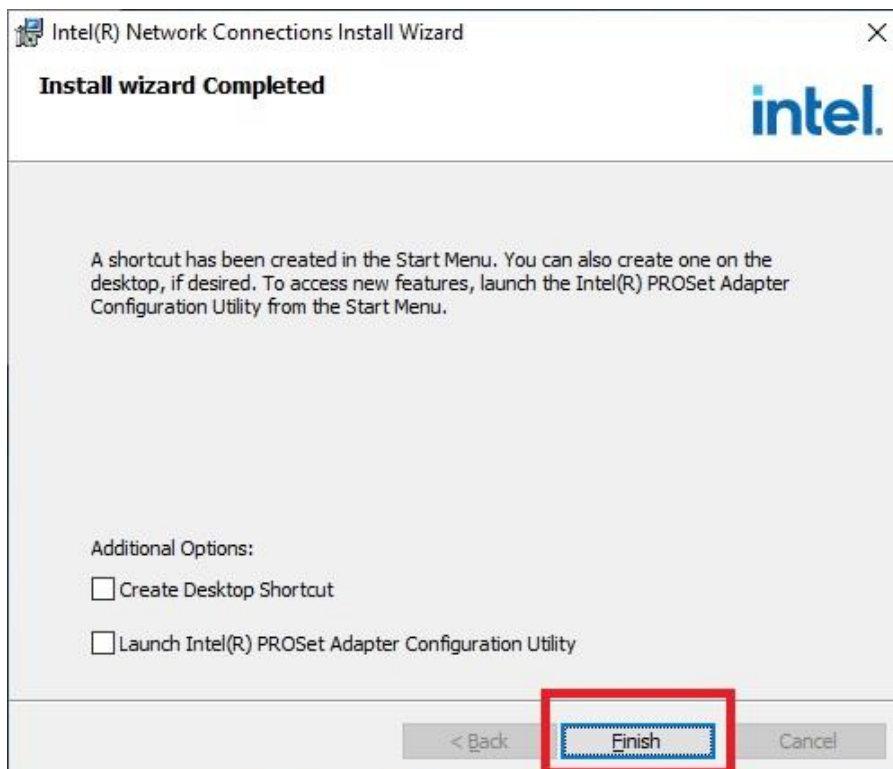 Intel(R) Network Connections Install Wizard
Install wizard Completed
intel.
A shortcut has been created in the Start Menu. You can also create one on the
desktop, if desired. To access new features, launch the Intel(R) PROSet Adapter
Configuration Utility from the Start Menu.
Additional Options:
Create Desktop Shortcut
Launch Intel(R) PROSet Adapter Configuration Utility
< Back Finish Cancel